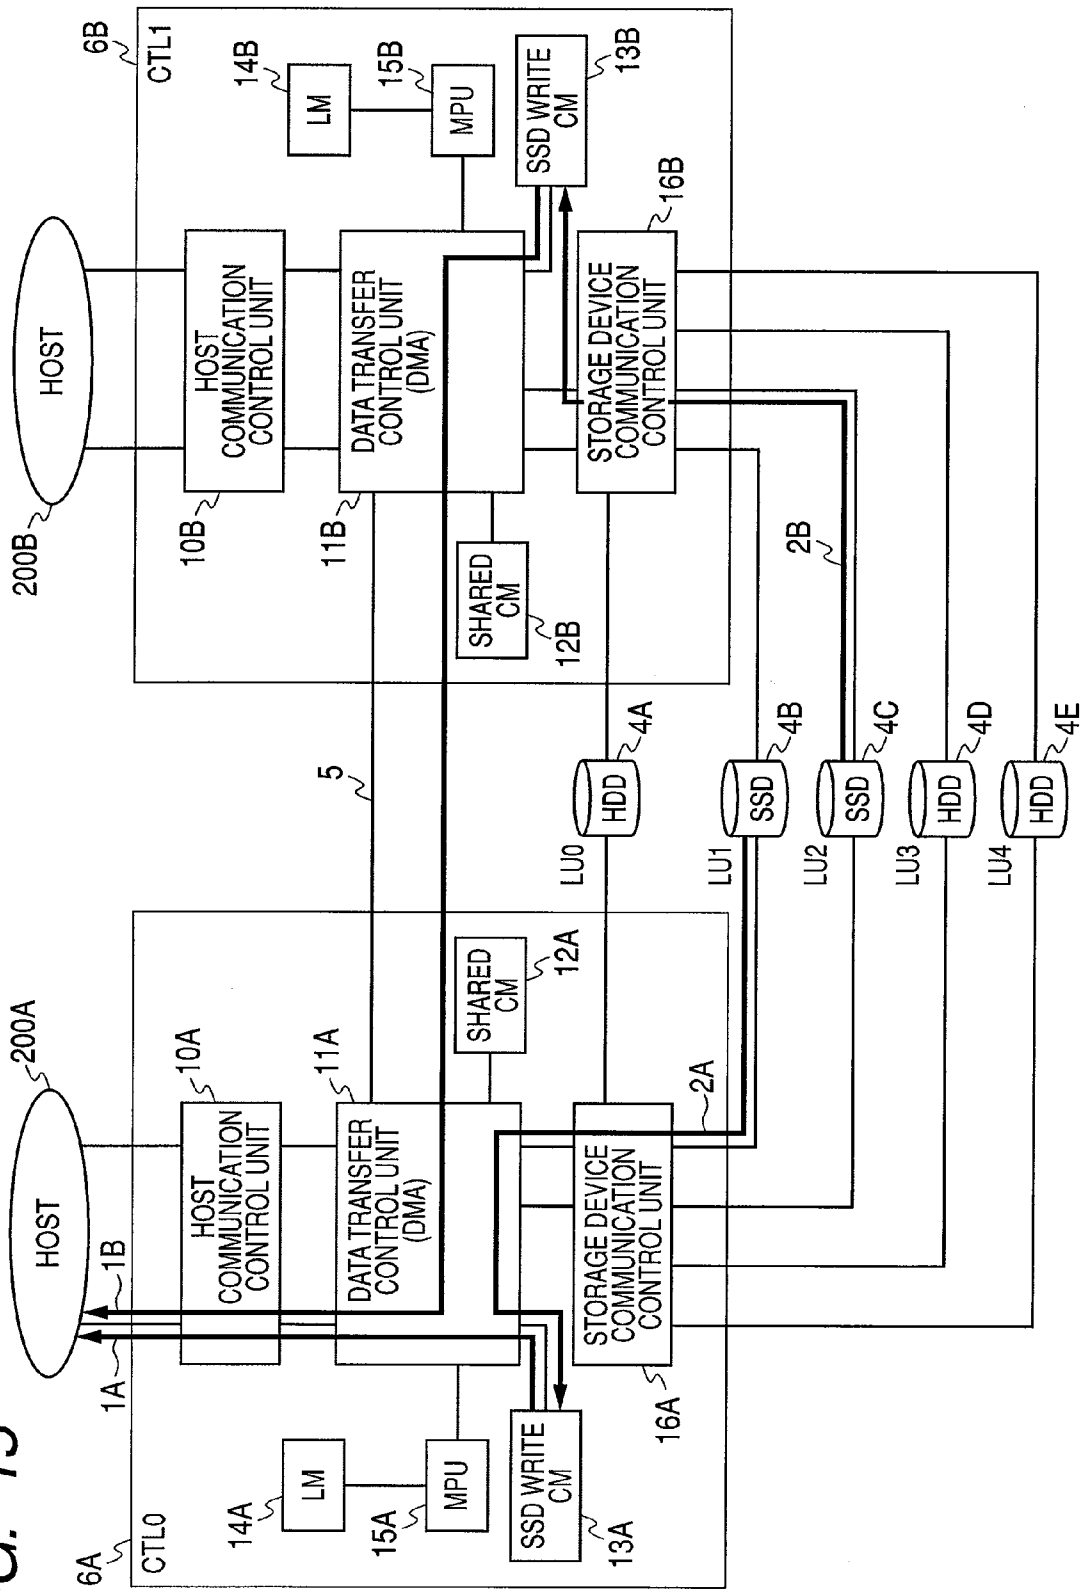 200A
HOST
1A
1B
6A
CTL0
10A
HOST
COMMUNICATION
CONTROL UNIT
14A
LM
11A
DATA TRANSFER
CONTROL UNIT
(DMA)
15A
MPU
SHARED
CM
12A
SSD WRITE
CM
13A
STORAGE DEVICE
COMMUNICATION
CONTROL UNIT
16A
2A
5
200B
HOST
6B
CTL1
10B
HOST
COMMUNICATION
CONTROL UNIT
14B
LM
11B
DATA TRANSFER
CONTROL UNIT
(DMA)
15B
MPU
SHARED
CM
12B
SSD WRITE
CM
13B
STORAGE DEVICE
COMMUNICATION
CONTROL UNIT
16B
2B
LU0
HDD
4A
LU1
SSD
4B
LU2
SSD
4C
LU3
HDD
4D
LU4
HDD
4E